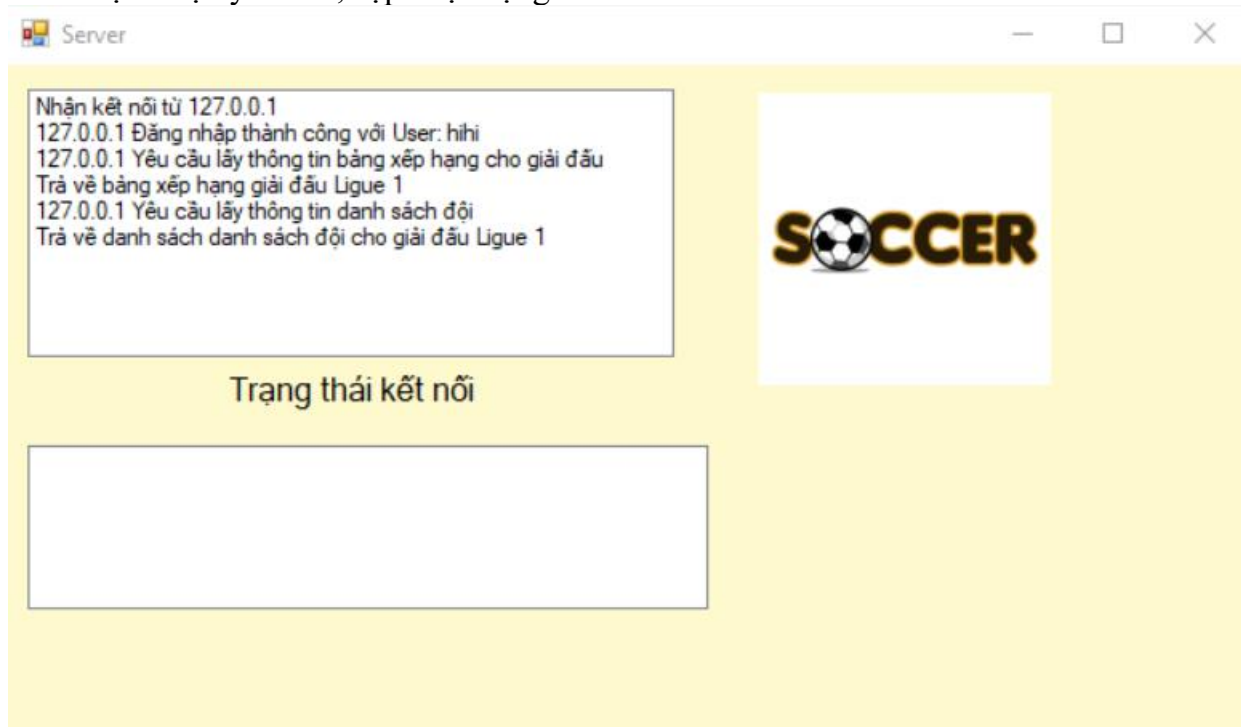 Server
Nhận kết nối từ 127.0.0.1
127.0.0.1 Đăng nhập thành công với User: hihi
127.0.0.1 Yêu cầu lấy thông tin bảng xếp hạng cho giải đấu
Trả về bảng xếp hạng giải đấu Ligue 1
127.0.0.1 Yêu cầu lấy thông tin danh sách đội
Trả về danh sách danh sách đội cho giải đấu Ligue 1
SOCCER
Trạng thái kết nối